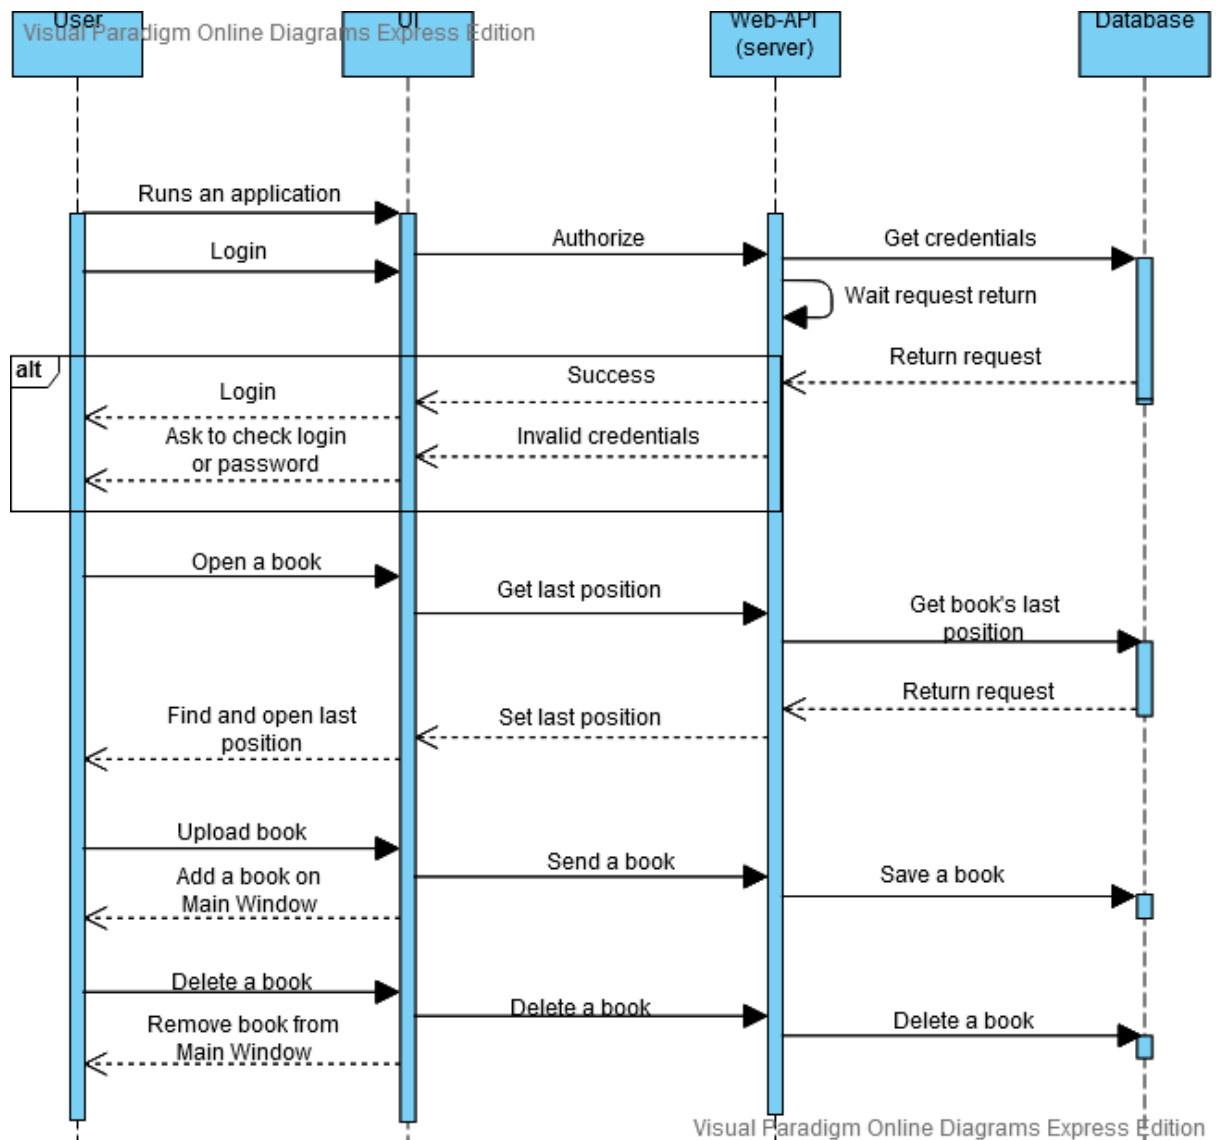 User
UI
Web-API
(server)
Database
Visual Paradigm Online Diagrams Express Edition
Runs an application
Login
Authorize
Get credentials
Wait request return
Return request
alt
Success
Login
Ask to check login
or password
Invalid credentials
Open a book
Get last position
Get book's last
position
Return request
Set last position
Find and open last
position
Upload book
Send a book
Save a book
Add a book on
Main Window
Delete a book
Delete a book
Delete a book
Remove book from
Main Window
Visual Paradigm Online Diagrams Express Edition